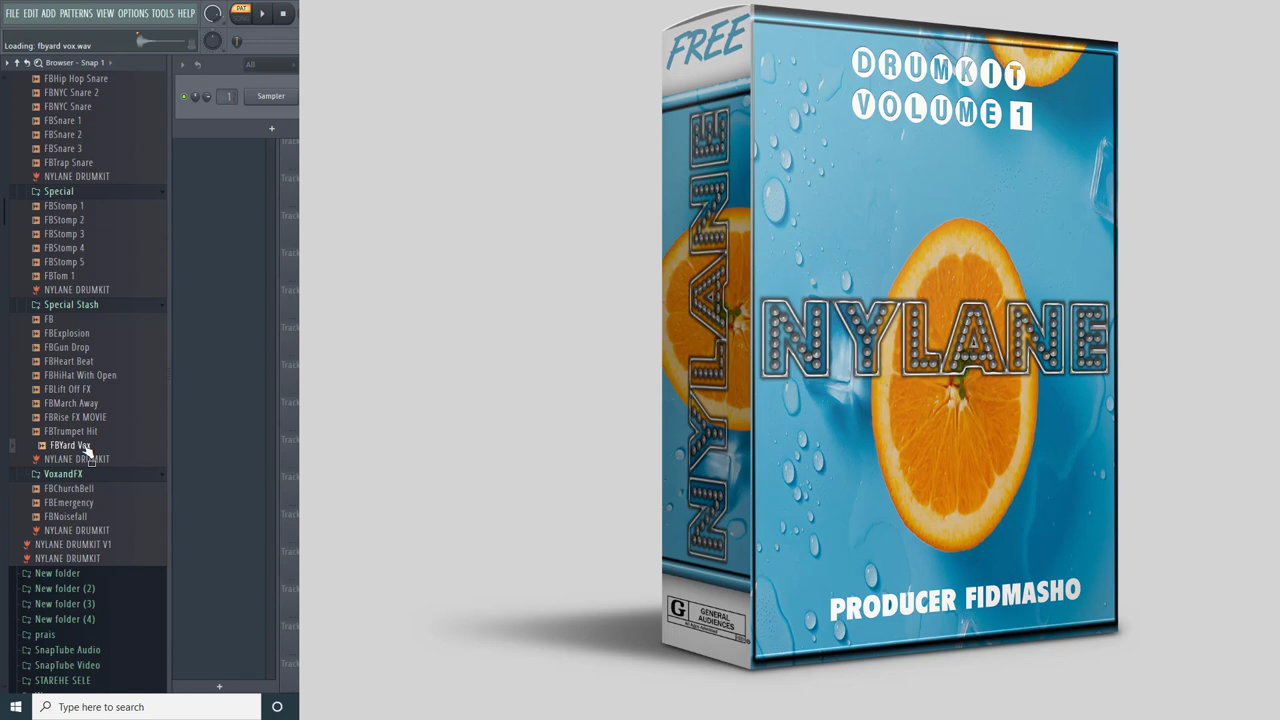 FILE EDIT ADD PATTERNS VIEW OPTIONS TOOLS HELP
PAT
SONG
Loading: fbyard vox.wav
Browser - Snap 1
All
FBHip Hop Snare
FBNYC Snare 2
FBNYC Snare
FBSnare 1
FBSnare 2
FBSnare 3
FBTrap Snare
NYLANE DRUMKIT
Special
FBStomp 1
FBStomp 2
FBStomp 3
FBStomp 4
FBStomp 5
FBTom 1
NYLANE DRUMKIT
Special Stash
FB
FBExplosion
FBGun Drop
FBHeart Beat
FBHiHat With Open
FBLift Off FX
FBMarch Away
FBRise FX MOVIE
FBTrumpet Hit
FBYard Vox
NYLANE DRUMKIT
VoxandFX
FBChurchBell
FBEmergency
FBNoisefall
NYLANE DRUMKIT
NYLANE DRUMKIT V1
NYLANE DRUMKIT
New folder
New folder (2)
New folder (3)
New folder (4)
prais
SnapTube Audio
SnapTube Video
STAREHE SELE
Type here to search
1
Sampler
FREE
NYLANE
G
GENERAL
AUDIENCES
DRUMKIT
VOLUME 1
NYLANE
PRODUCER FIDMASHO